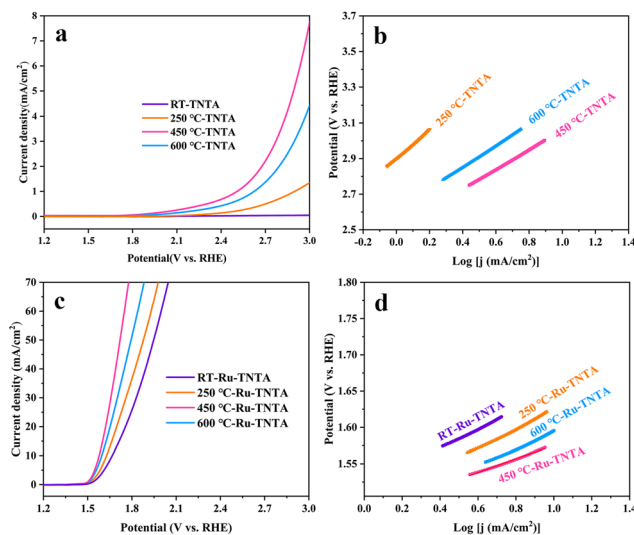 a
8
7
6
5
4
3
2
1
0
Current density(mA/cm²)
RT-TNTA
250 °C-TNTA
450 °C-TNTA
600 °C-TNTA
1.2 1.5 1.8 2.1 2.4 2.7 3.0
Potential(V vs. RHE)
b
3.7
3.5
3.3
3.1
2.9
2.7
2.5
Potential (V vs. RHE)
250 °C-TNTA
600 °C-TNTA
450 °C-TNTA
-0.2 0.0 0.2 0.4 0.6 0.8 1.0 1.2 1.4
Log [j (mA/cm²)]
c
70
60
50
40
30
20
10
0
Current density (mA/cm²)
RT-Ru-TNTA
250 °C-Ru-TNTA
450 °C-Ru-TNTA
600 °C-Ru-TNTA
1.2 1.5 1.8 2.1 2.4 2.7 3.0
Potential (V vs. RHE)
d
1.80
1.75
1.70
1.65
1.60
1.55
Potential (V vs. RHE)
RT-Ru-TNTA
250 °C-Ru-TNTA
600 °C-Ru-TNTA
450 °C-Ru-TNTA
0.0 0.2 0.4 0.6 0.8 1.0 1.2 1.4
Log [j (mA/cm²)]